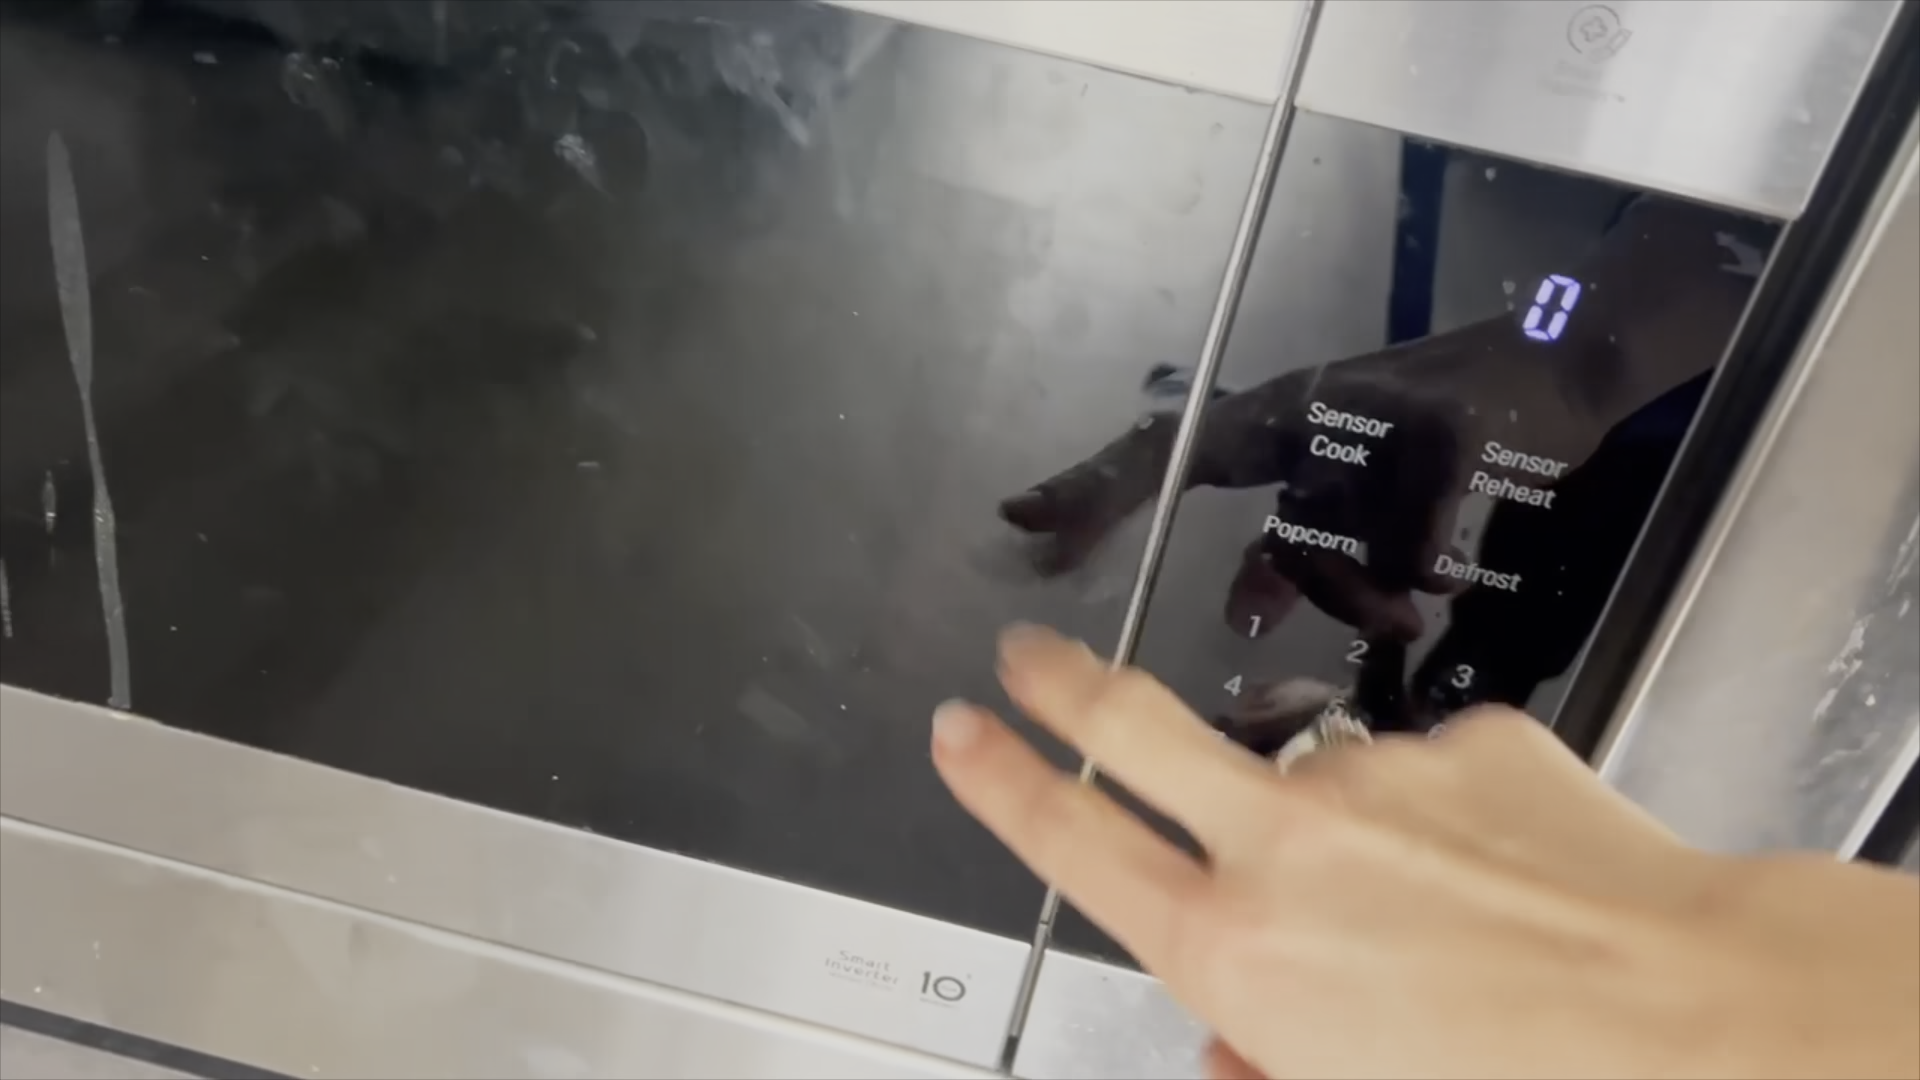 0
Sensor
Cook
Sensor
Reheat
Popcorn
Defrost
1
2
3
4
Smart
Inverter
10